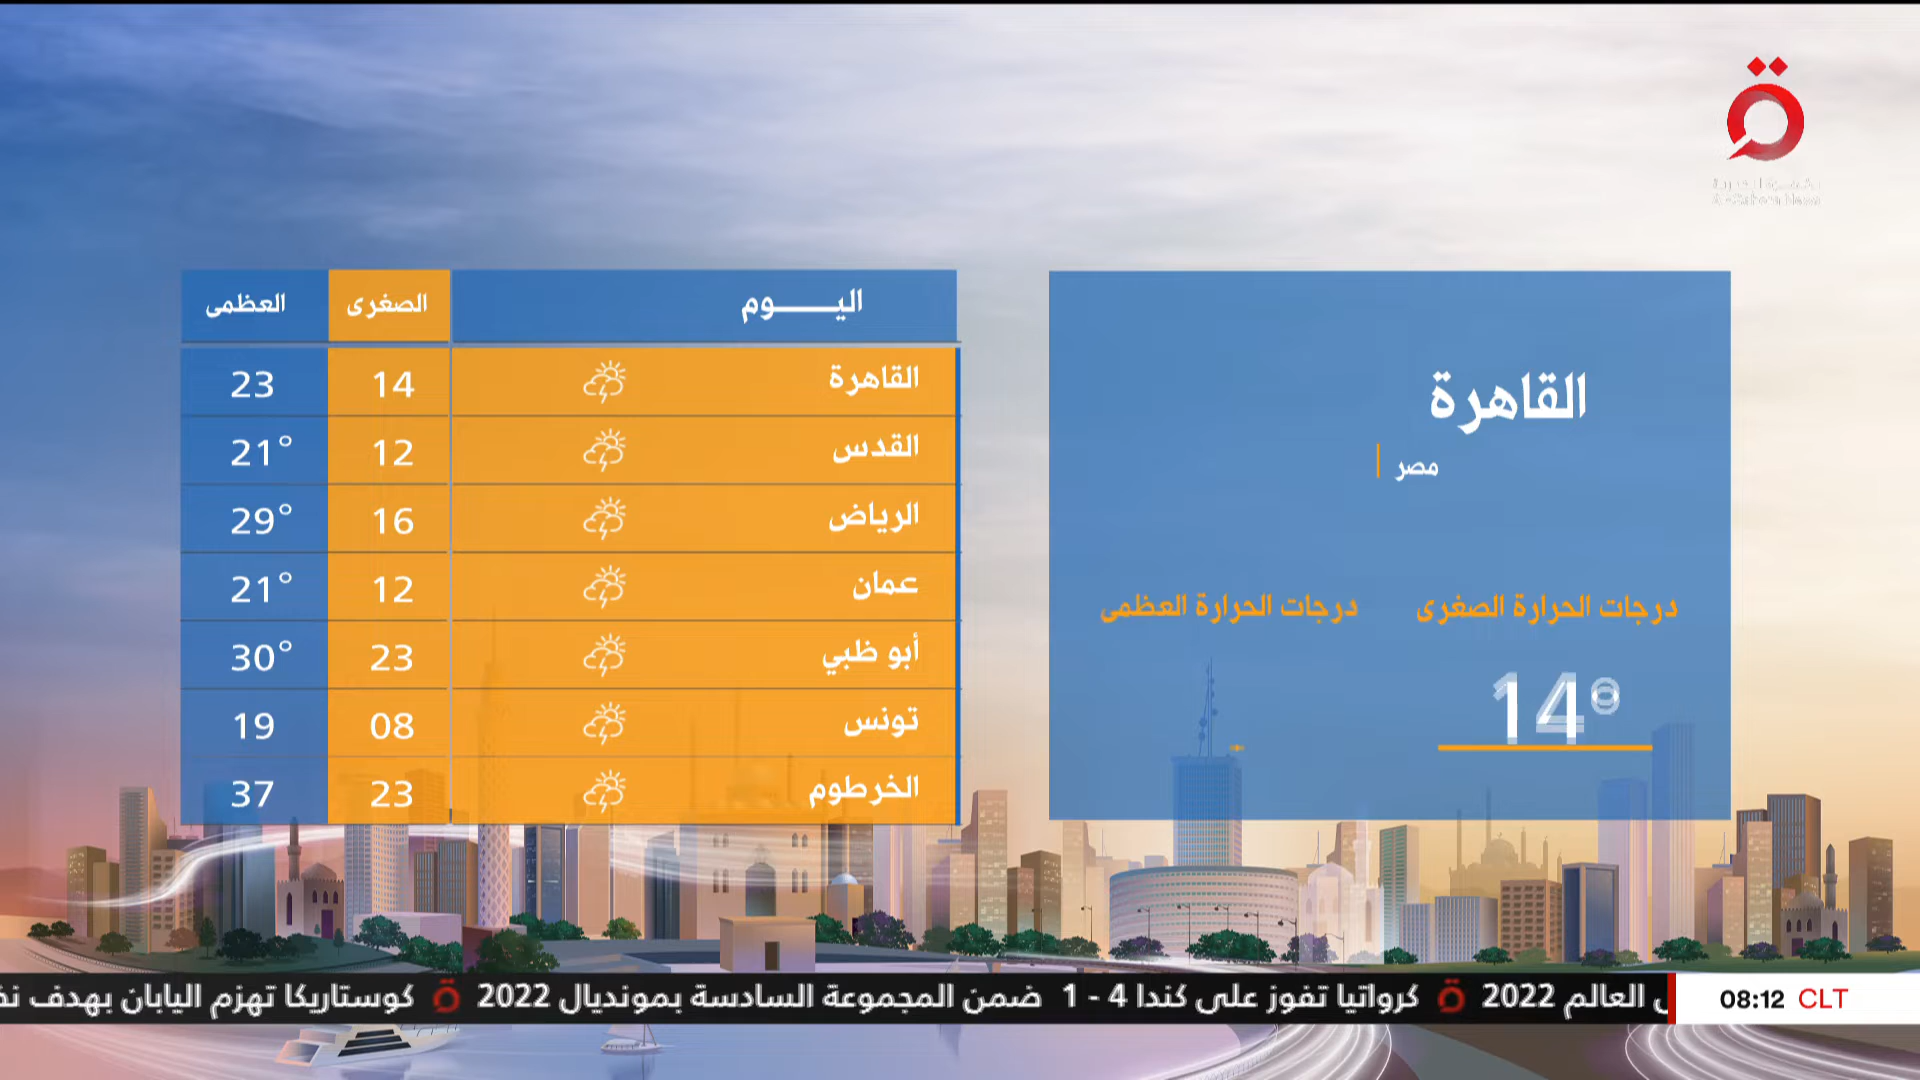 القاهرة
مصر
درجات الحرارة الصغرى
درجات الحرارة العظمى
14°
اليـــــــوم الصغرى العظمى
القاهرة 14 23
القدس 12 21°
الرياض 16 29°
عمان 12 21°
أبو ظبي 23 30°
تونس 08 19
الخرطوم 23 37
08:12 CLT
العالم 2022 كرواتيا تفوز على كندا 4 - 1 ضمن المجموعة السادسة بمونديال 2022 كوستاريكا تهزم اليابان بهدف